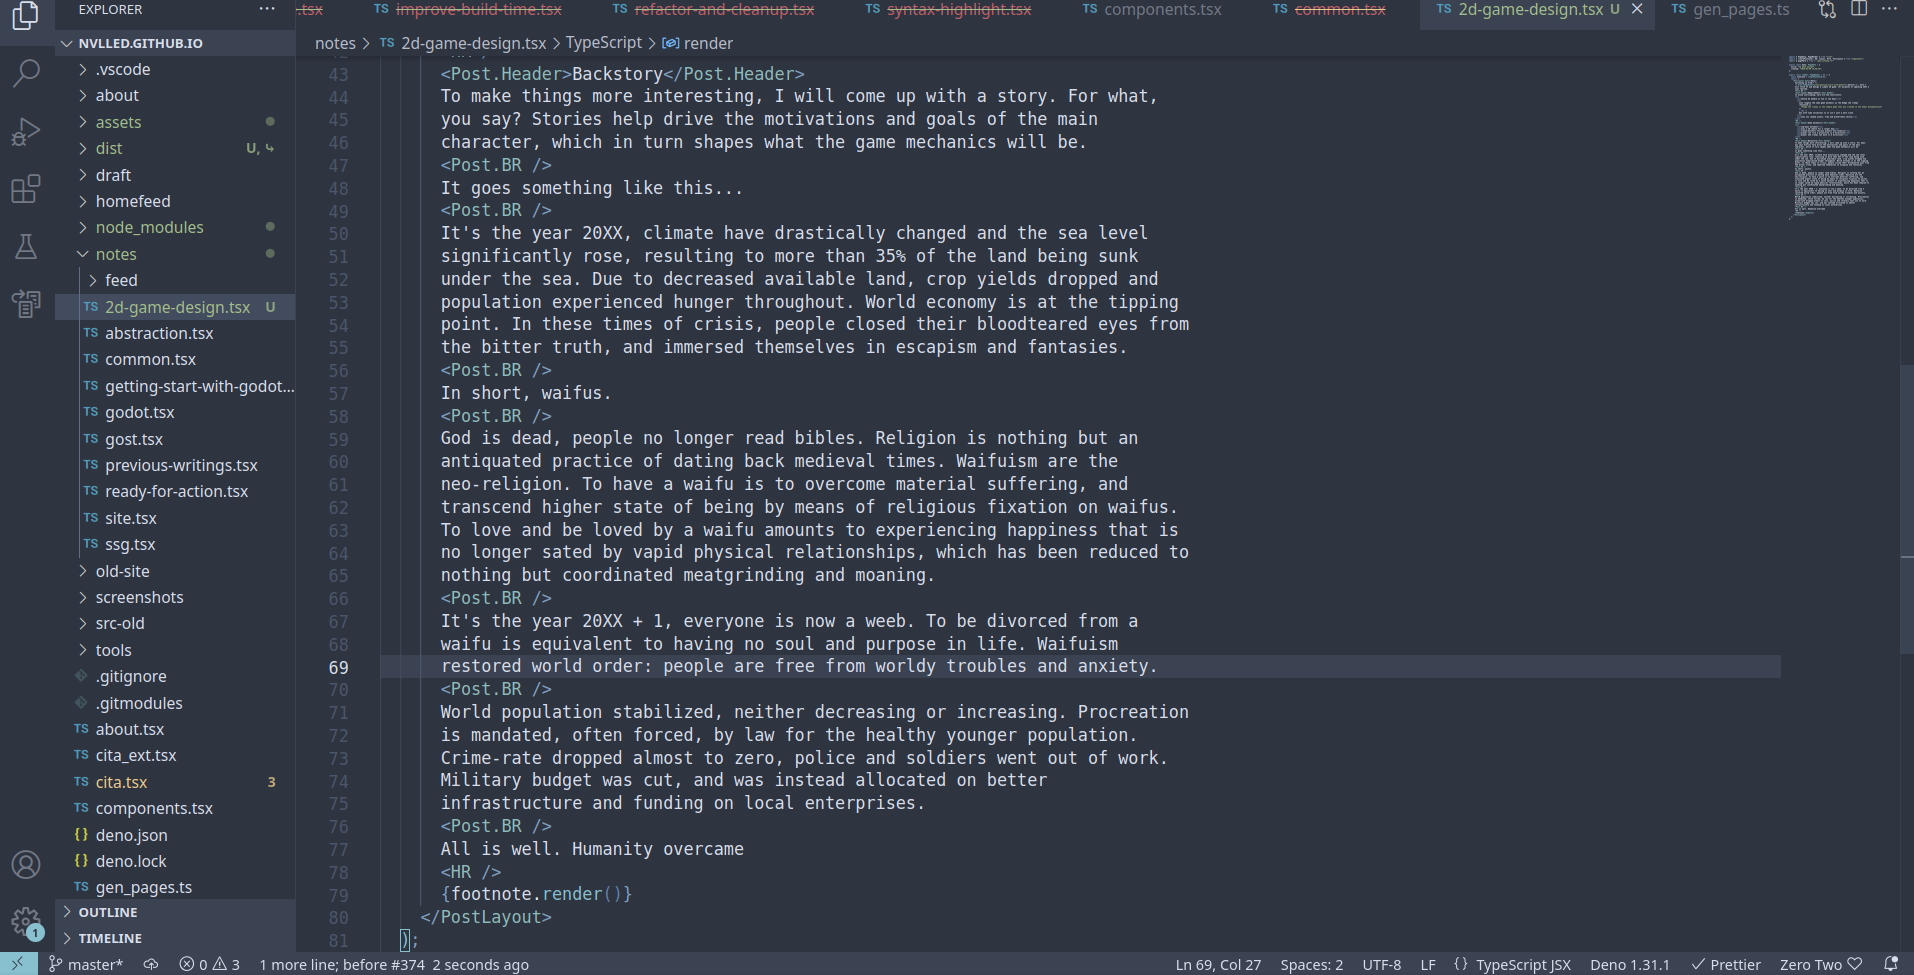 EXPLORER
...
.tsx
TS improve-build-time.tsx
TS refactor-and-cleanup.tsx
TS syntax-highlight.tsx
TS components.tsx
TS common.tsx
TS 2d-game-design.tsx U
TS gen_pages.ts
notes > TS 2d-game-design.tsx > TypeScript > render
NVLLED.GITHUB.IO
.vscode
about
assets
dist U,
draft
homefeed
node_modules
notes
feed
TS 2d-game-design.tsx U
TS abstraction.tsx
TS common.tsx
TS getting-start-with-godot...
TS godot.tsx
TS gost.tsx
TS previous-writings.tsx
TS ready-for-action.tsx
TS site.tsx
TS ssg.tsx
old-site
screenshots
src-old
tools
.gitignore
.gitmodules
TS about.tsx
TS cita_ext.tsx
TS cita.tsx 3
TS components.tsx
{} deno.json
{} deno.lock
TS gen_pages.ts
OUTLINE
TIMELINE
1
43 <Post.Header>Backstory</Post.Header>
44 To make things more interesting, I will come up with a story. For what,
45 you say? Stories help drive the motivations and goals of the main
46 character, which in turn shapes what the game mechanics will be.
47 <Post.BR />
48 It goes something like this...
49 <Post.BR />
50 It's the year 20XX, climate have drastically changed and the sea level
51 significantly rose, resulting to more than 35% of the land being sunk
52 under the sea. Due to decreased available land, crop yields dropped and
53 population experienced hunger throughout. World economy is at the tipping
54 point. In these times of crisis, people closed their bloodteared eyes from
55 the bitter truth, and immersed themselves in escapism and fantasies.
56 <Post.BR />
57 In short, waifus.
58 <Post.BR />
59 God is dead, people no longer read bibles. Religion is nothing but an
60 antiquated practice of dating back medieval times. Waifuism are the
61 neo-religion. To have a waifu is to overcome material suffering, and
62 transcend higher state of being by means of religious fixation on waifus.
63 To love and be loved by a waifu amounts to experiencing happiness that is
64 no longer sated by vapid physical relationships, which has been reduced to
65 nothing but coordinated meatgrinding and moaning.
66 <Post.BR />
67 It's the year 20XX + 1, everyone is now a weeb. To be divorced from a
68 waifu is equivalent to having no soul and purpose in life. Waifuism
69 restored world order: people are free from worldy troubles and anxiety.
70 <Post.BR />
71 World population stabilized, neither decreasing or increasing. Procreation
72 is mandated, often forced, by law for the healthy younger population.
73 Crime-rate dropped almost to zero, police and soldiers went out of work.
74 Military budget was cut, and was instead allocated on better
75 infrastructure and funding on local enterprises.
76 <Post.BR />
77 All is well. Humanity overcame
78 <HR />
79 {footnote.render()}
80 </PostLayout>
81 );
master* 0 3 1 more line; before #374 2 seconds ago Ln 69, Col 27 Spaces: 2 UTF-8 LF {} TypeScript JSX Deno 1.31.1 Prettier Zero Two